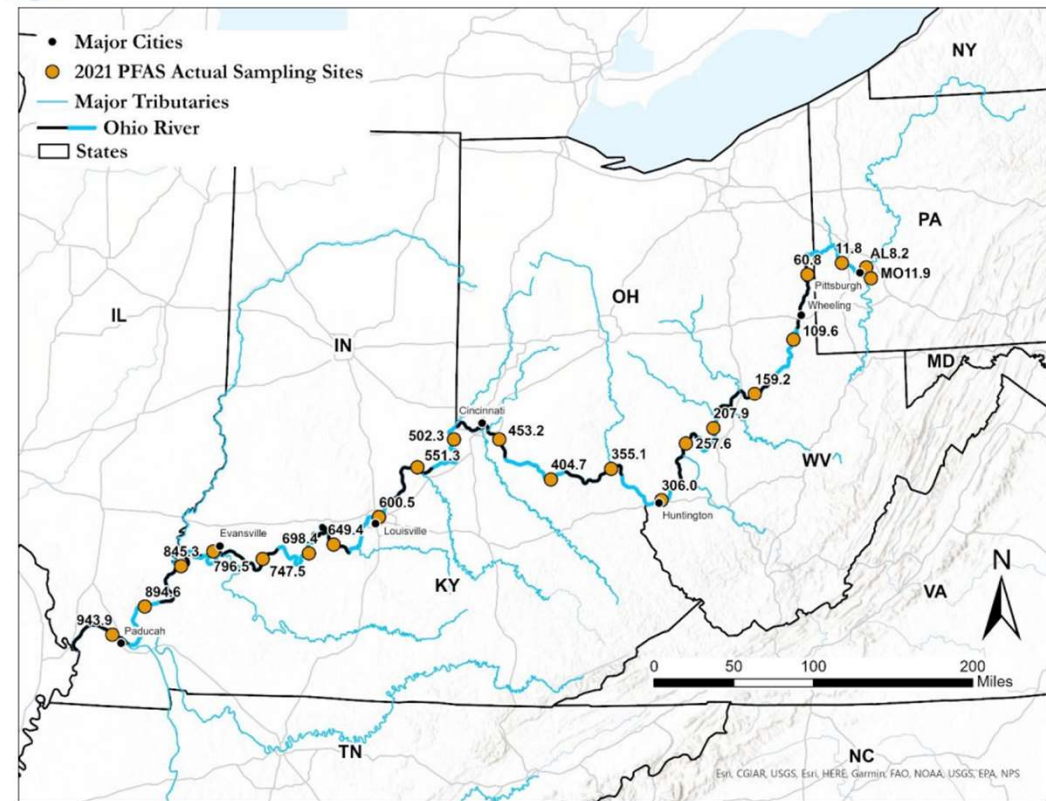 Major Cities
2021 PFAS Actual Sampling Sites
Major Tributaries
Ohio River
States
NY
PA
11.8
AL8.2
60.8
MO11.9
Pittsburgh
OH
Wheeling
IL
109.6
IN
MD
159.2
Cincinnati
207.9
502.3
453.2
257.6
551.3
WV
404.7
355.1
306.0
600.5
Huntington
Louisville
Evansville
698.4
649.4
845.3
796.5
747.5
KY
N
894.6
VA
943.9
Paducah
0 50 100 200
Miles
TN
NC
Esri, CGIAR, USGS, Esri, HERE, Garmin, FAO, NOAA, USGS, EPA, NPS